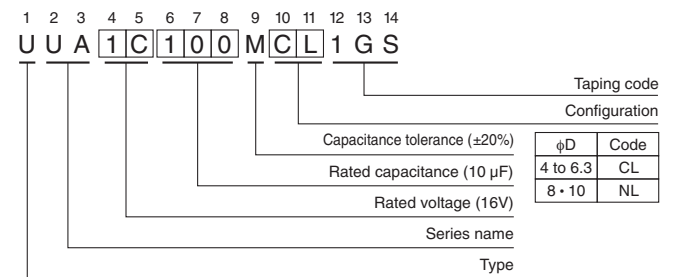 1 2 3 4 5 6 7 8 9 10 11 12 13 14
U U A 1 C 1 0 0 M C L 1 G S
Taping code
Configuration
Capacitance tolerance (±20%)
Rated capacitance (10 µF)
Rated voltage (16V)
Series name
Type
ϕD Code
4 to 6.3 CL
8 • 10 NL